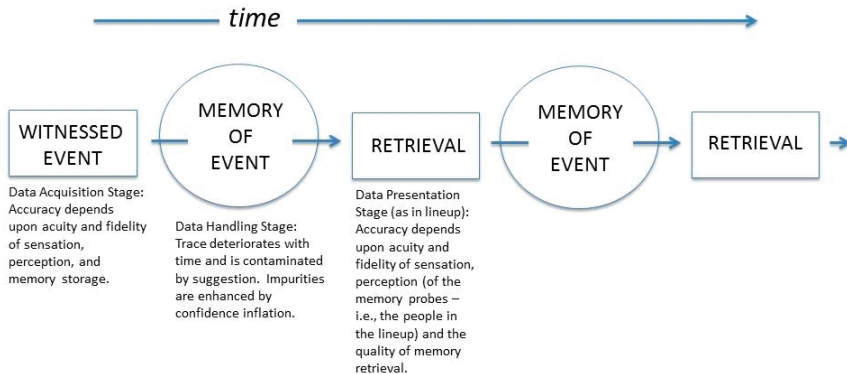 time
WITNESSED
EVENT
MEMORY
OF
EVENT
RETRIEVAL
MEMORY
OF
EVENT
RETRIEVAL
Data Acquisition Stage:
Accuracy depends
upon acuity and fidelity
of sensation,
perception, and
memory storage.
Data Handling Stage:
Trace deteriorates with
time and is contaminated
by suggestion. Impurities
are enhanced by
confidence inflation.
Data Presentation
Stage (as in lineup):
Accuracy depends
upon acuity and
fidelity of sensation,
perception (of the
memory probes –
i.e., the people in
the lineup) and the
quality of memory
retrieval.